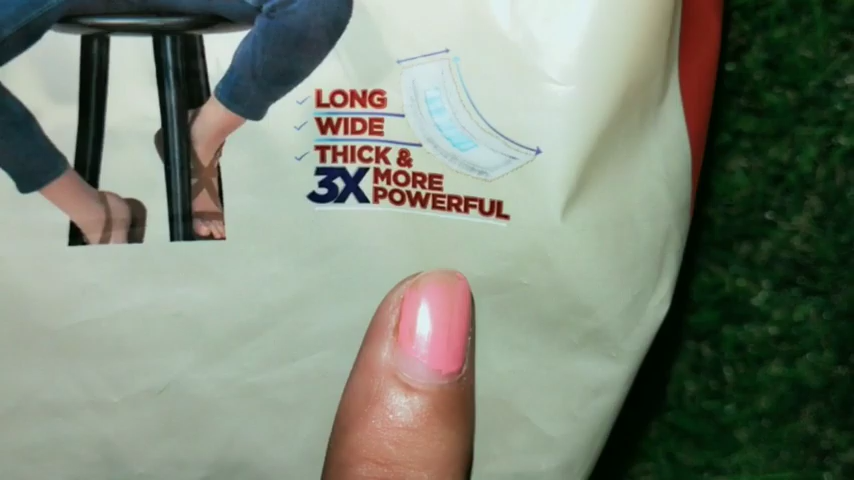 LONG
WIDE
THICK &
3X MORE
POWERFUL